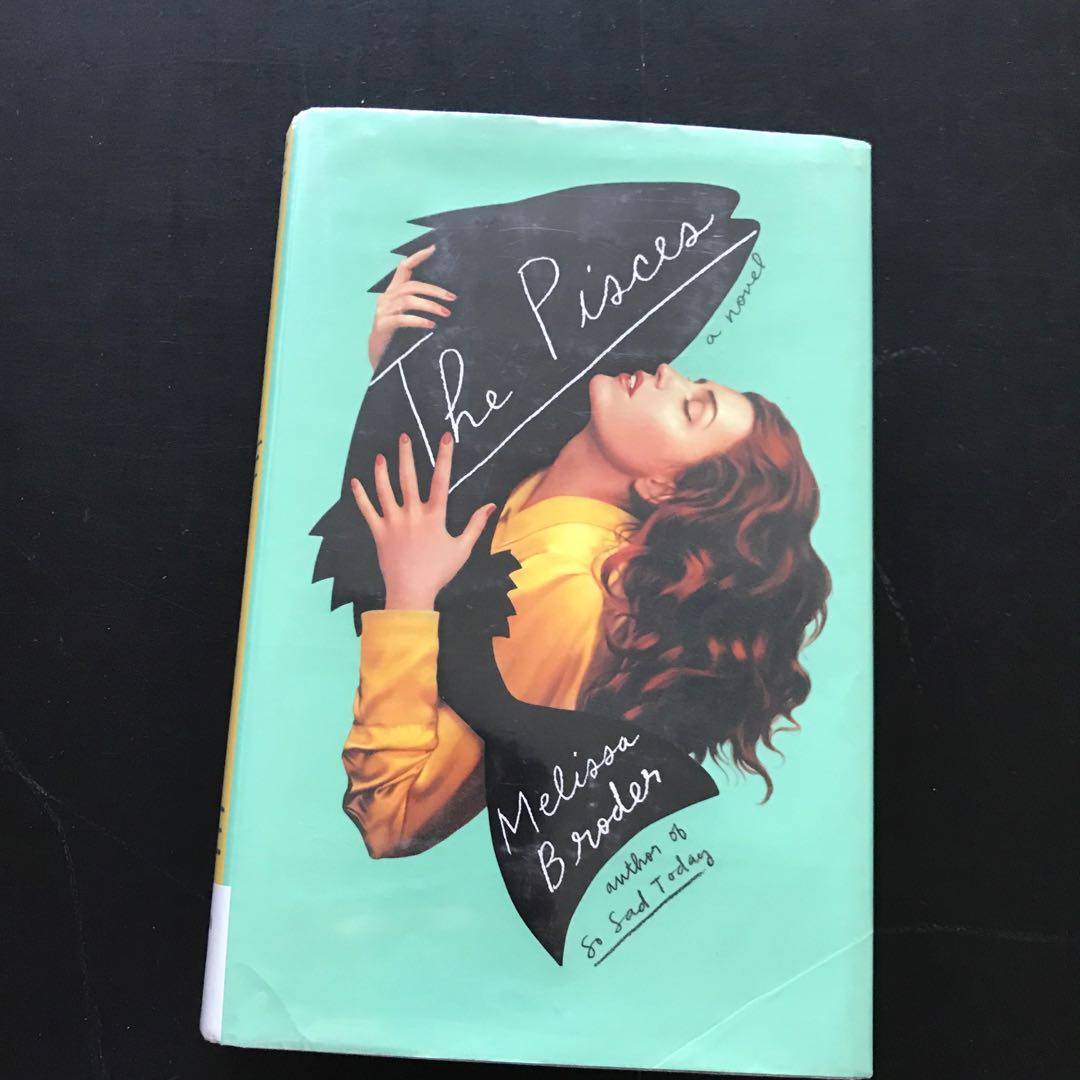 The Pisces
a novel
Melissa
Broder
author of
So Sad Today